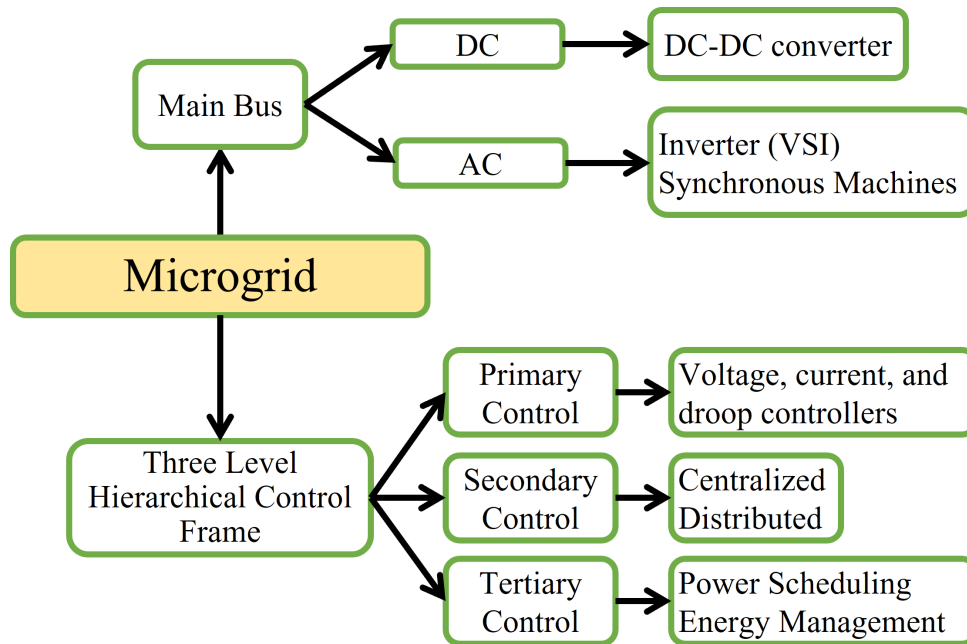 DC
DC-DC converter
Main Bus
AC
Inverter (VSI)
Synchronous Machines
Microgrid
Primary
Control
Voltage, current, and
droop controllers
Three Level
Hierarchical Control
Frame
Secondary
Control
Centralized
Distributed
Tertiary
Control
Power Scheduling
Energy Management